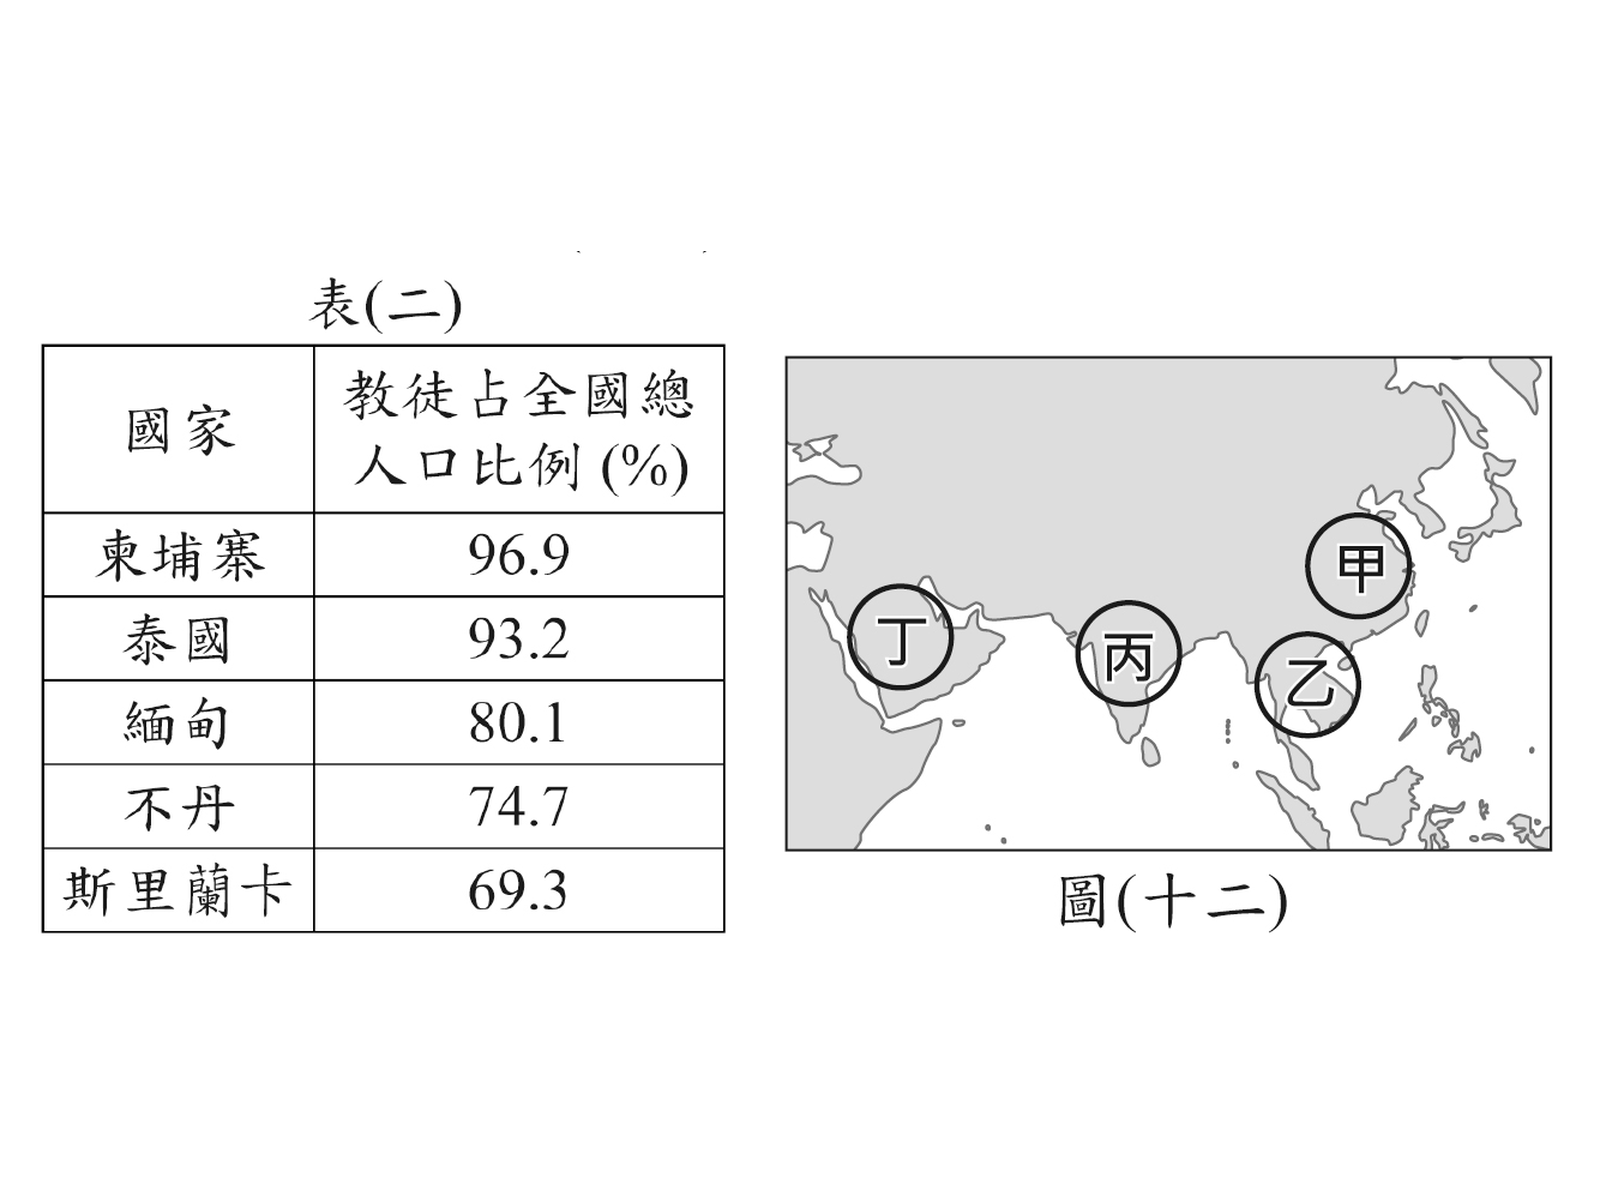 表(二)
國家
教徒占全國總
人口比例 (%)
柬埔寨 96.9
泰國 93.2
緬甸 80.1
不丹 74.7
斯里蘭卡 69.3
甲
丁
丙
乙
圖(十二)